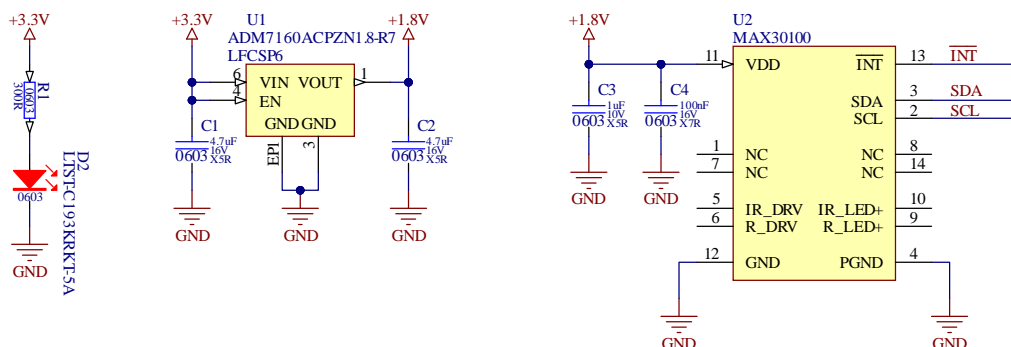 +3.3V
R1
300R
0603
D2
LTST-C193KRKT-5A
0603
GND
+3.3V
U1
ADM7160ACPZN1.8-R7
LFCSP6
+1.8V
6
VIN
VOUT
1
4
EN
GND
GND
EP1
3
C1
4.7uF
16V
X5R
0603
C2
4.7uF
16V
X5R
0603
GND
GND
GND
+1.8V
U2
MAX30100
C3
1uF
10V
X5R
0603
C4
100nF
16V
X7R
0603
GND
GND
11
VDD
INT
13
INT
SDA
3
SDA
SCL
2
SCL
1
NC
NC
8
7
NC
NC
14
5
IR_DRV
IR_LED+
10
6
R_DRV
R_LED+
9
12
GND
PGND
4
GND
GND